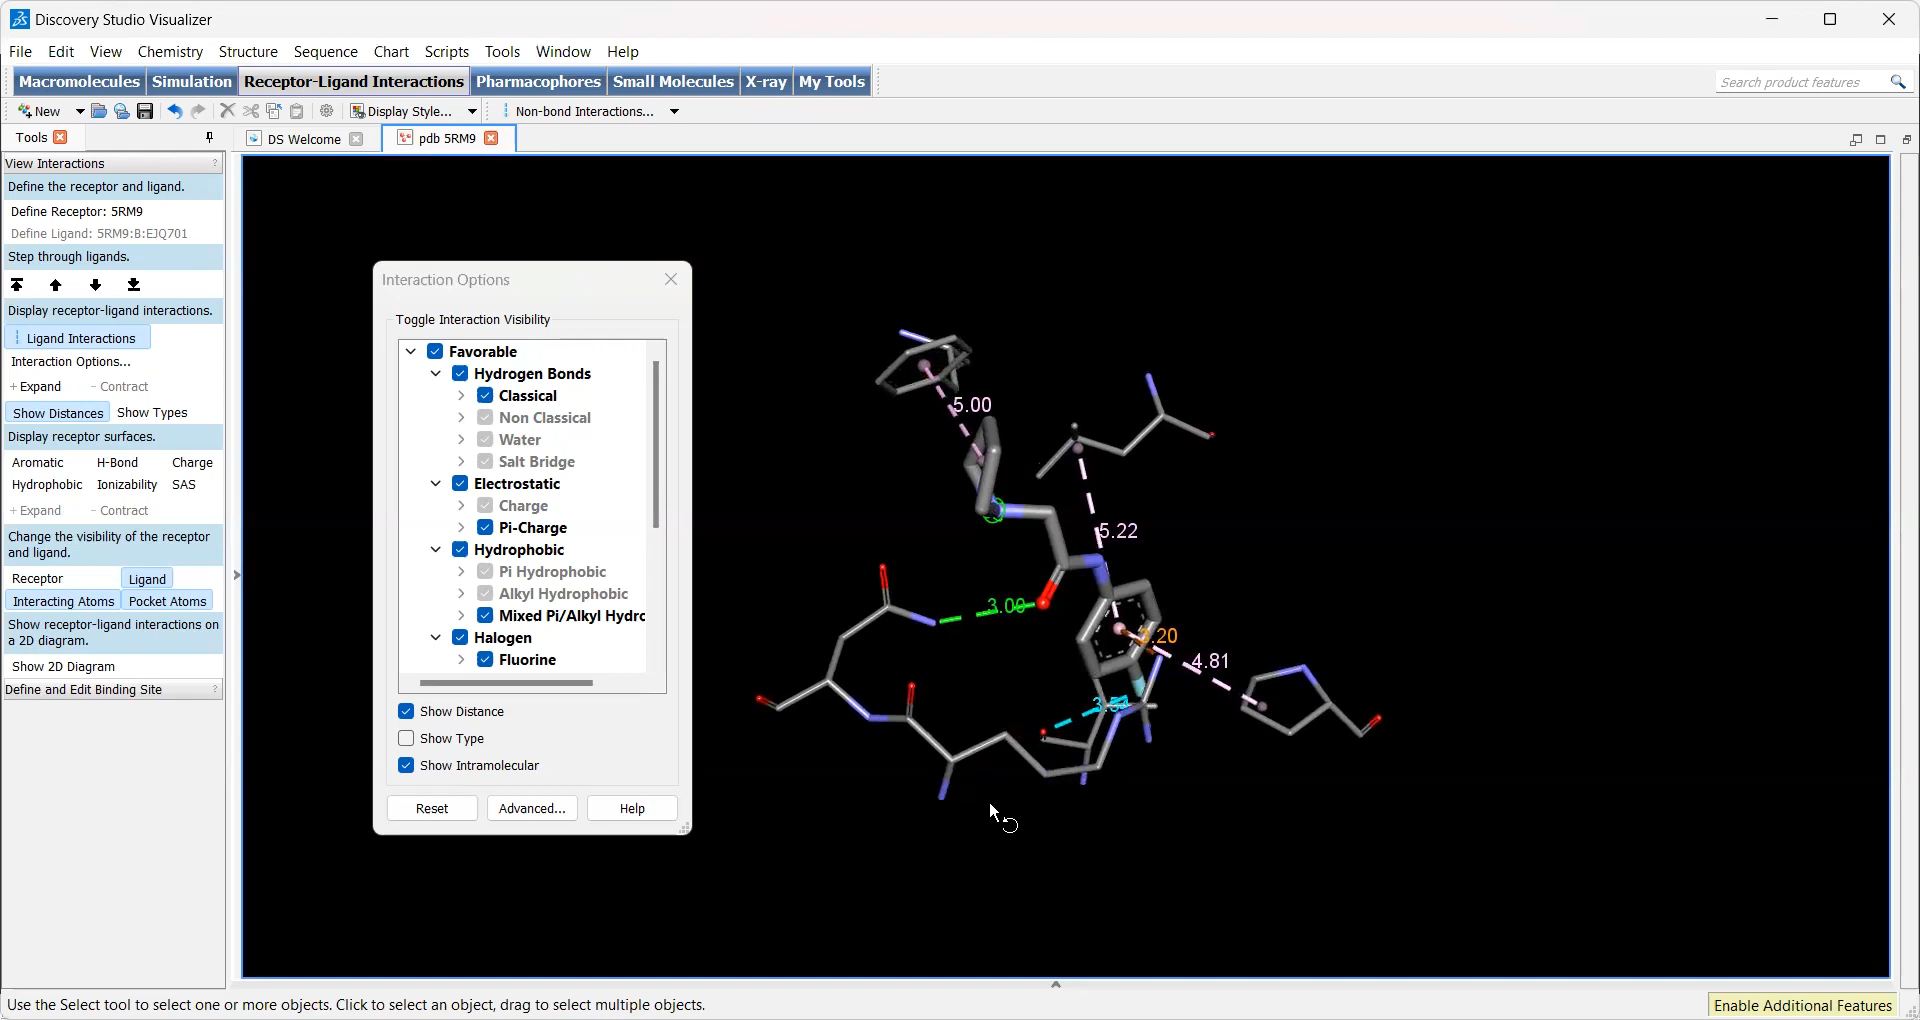 Discovery Studio Visualizer
File Edit View Chemistry Structure Sequence Chart Scripts Tools Window Help
Macromolecules Simulation Receptor-Ligand Interactions Pharmacophores Small Molecules X-ray My Tools
Search product features
New Display Style... Non-bond Interactions...
Tools
DS Welcome
pdb 5RM9
View Interactions ?
Define the receptor and ligand.
Define Receptor: 5RM9
Define Ligand: 5RM9:B:EJQ701
Step through ligands.
Display receptor-ligand interactions.
Ligand Interactions
Interaction Options...
+ Expand - Contract
Show Distances Show Types
Display receptor surfaces.
Aromatic H-Bond Charge
Hydrophobic Ionizability SAS
+ Expand - Contract
Change the visibility of the receptor
and ligand.
Receptor Ligand
Interacting Atoms Pocket Atoms
Show receptor-ligand interactions on
a 2D diagram.
Show 2D Diagram
Define and Edit Binding Site ?
Interaction Options
Toggle Interaction Visibility
Favorable
Hydrogen Bonds
Classical
Non Classical
Water
Salt Bridge
Electrostatic
Charge
Pi-Charge
Hydrophobic
Pi Hydrophobic
Alkyl Hydrophobic
Mixed Pi/Alkyl Hydrc
Halogen
Fluorine
Show Distance
Show Type
Show Intramolecular
Reset Advanced... Help
5.00
5.22
3.00
4.81
Use the Select tool to select one or more objects. Click to select an object, drag to select multiple objects.
Enable Additional Features